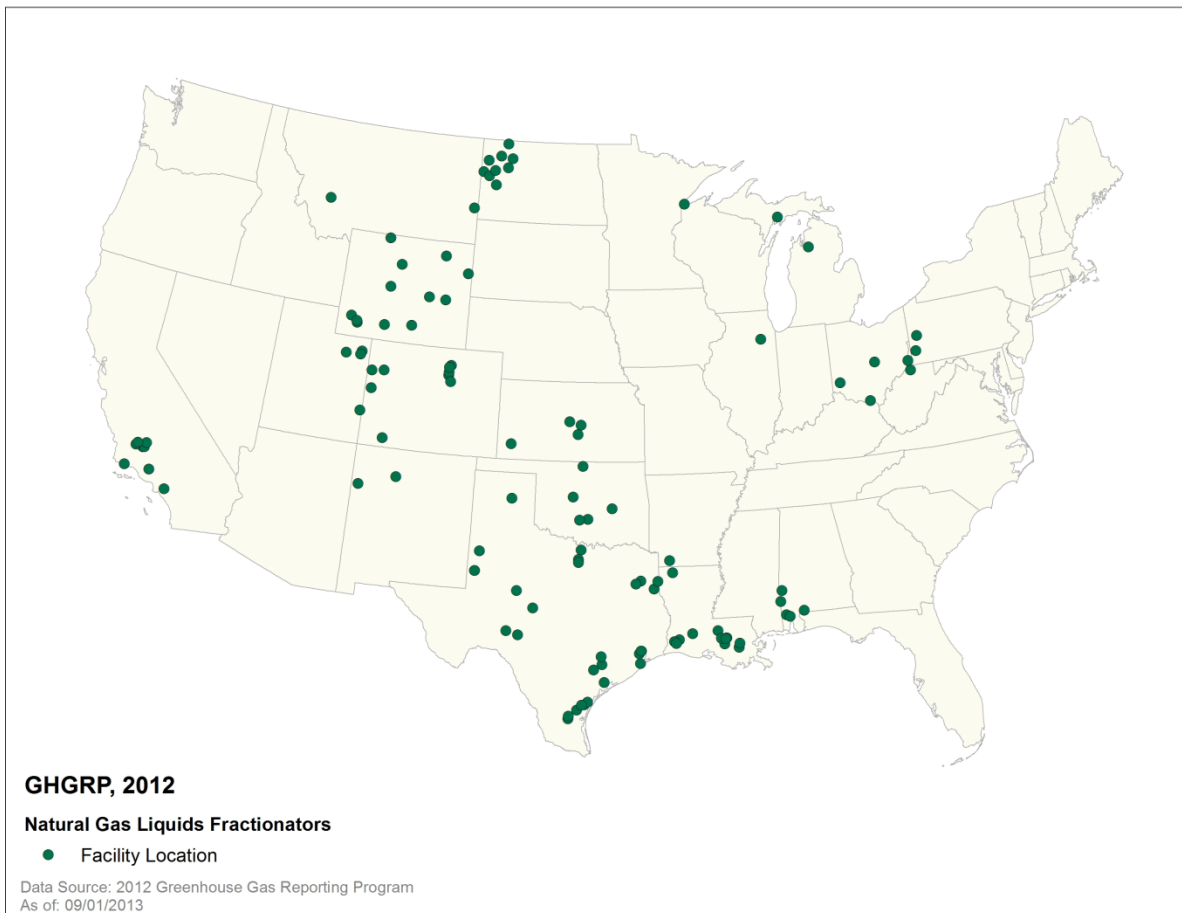 GHGRP, 2012
Natural Gas Liquids Fractionators
Facility Location
Data Source: 2012 Greenhouse Gas Reporting Program
As of: 09/01/2013